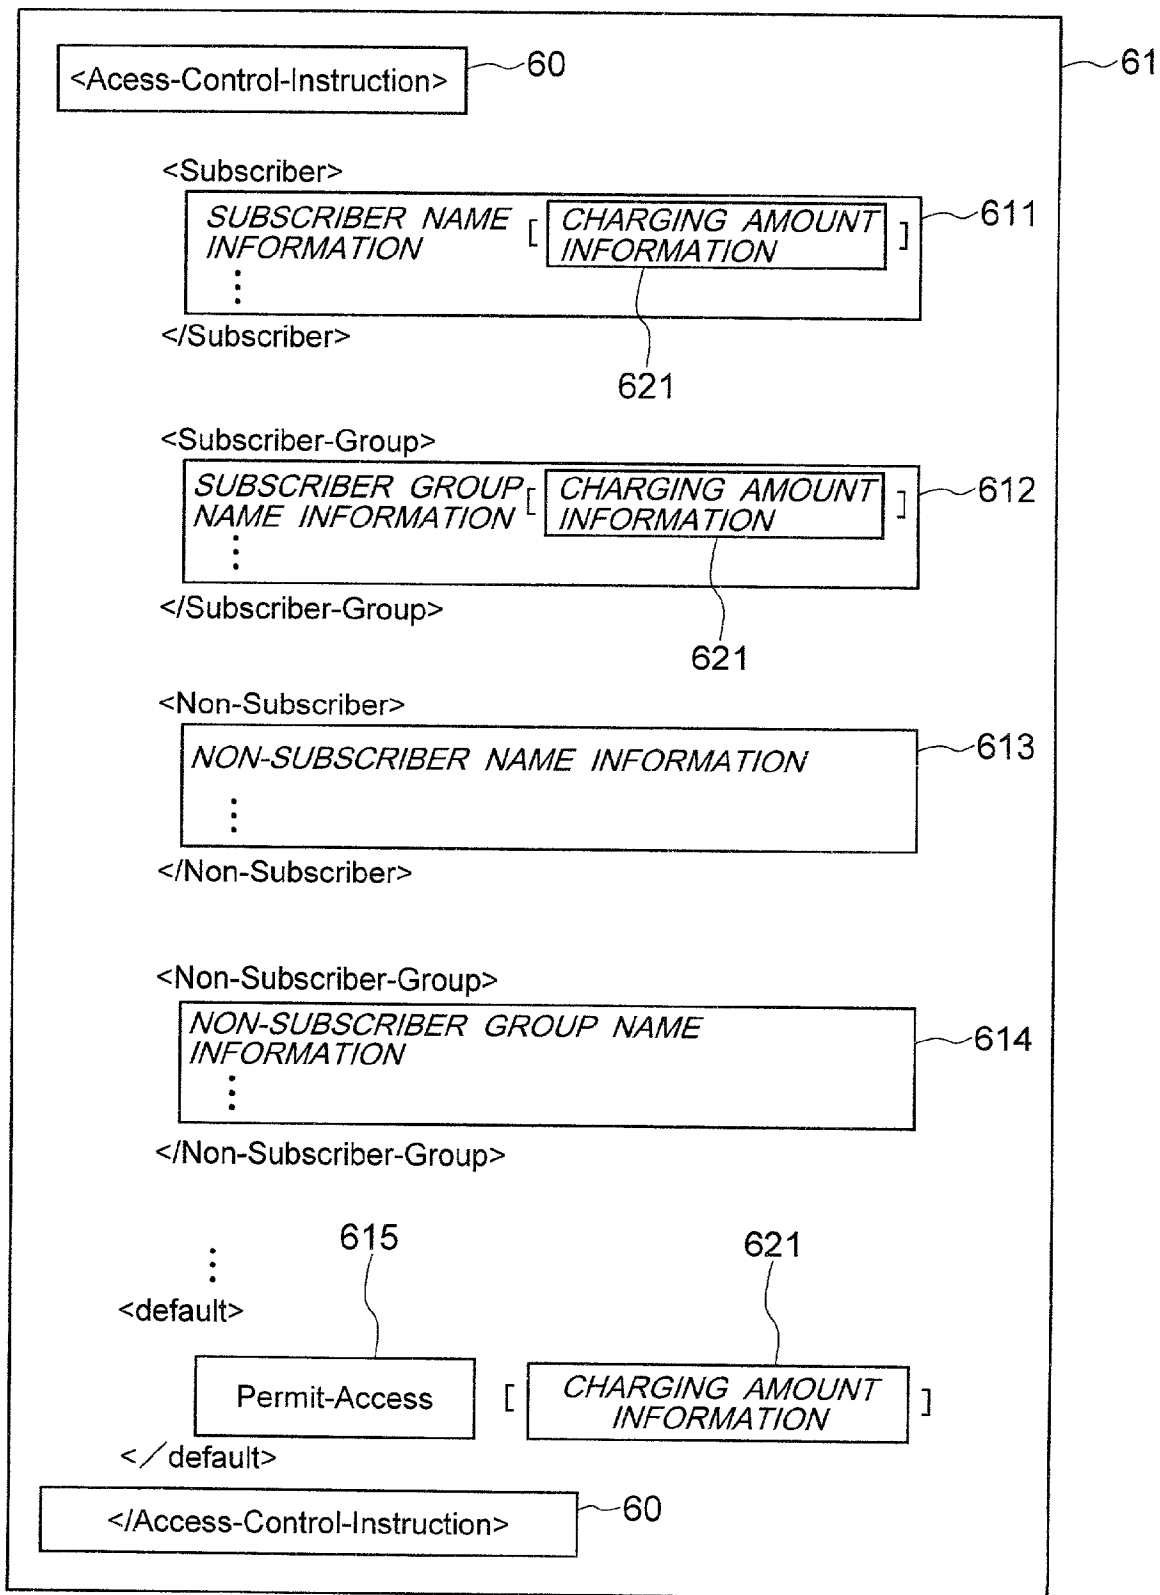 <Acess-Control-Instruction>
60
61
<Subscriber>
SUBSCRIBER NAME [ CHARGING AMOUNT ]
INFORMATION INFORMATION
611
</Subscriber>
621
<Subscriber-Group>
SUBSCRIBER GROUP [ CHARGING AMOUNT ]
NAME INFORMATION INFORMATION
612
</Subscriber-Group>
621
<Non-Subscriber>
NON-SUBSCRIBER NAME INFORMATION
613
</Non-Subscriber>
<Non-Subscriber-Group>
NON-SUBSCRIBER GROUP NAME
INFORMATION
614
</Non-Subscriber-Group>
615 621
<default>
Permit-Access [ CHARGING AMOUNT ]
INFORMATION
</default>
</Access-Control-Instruction>
60